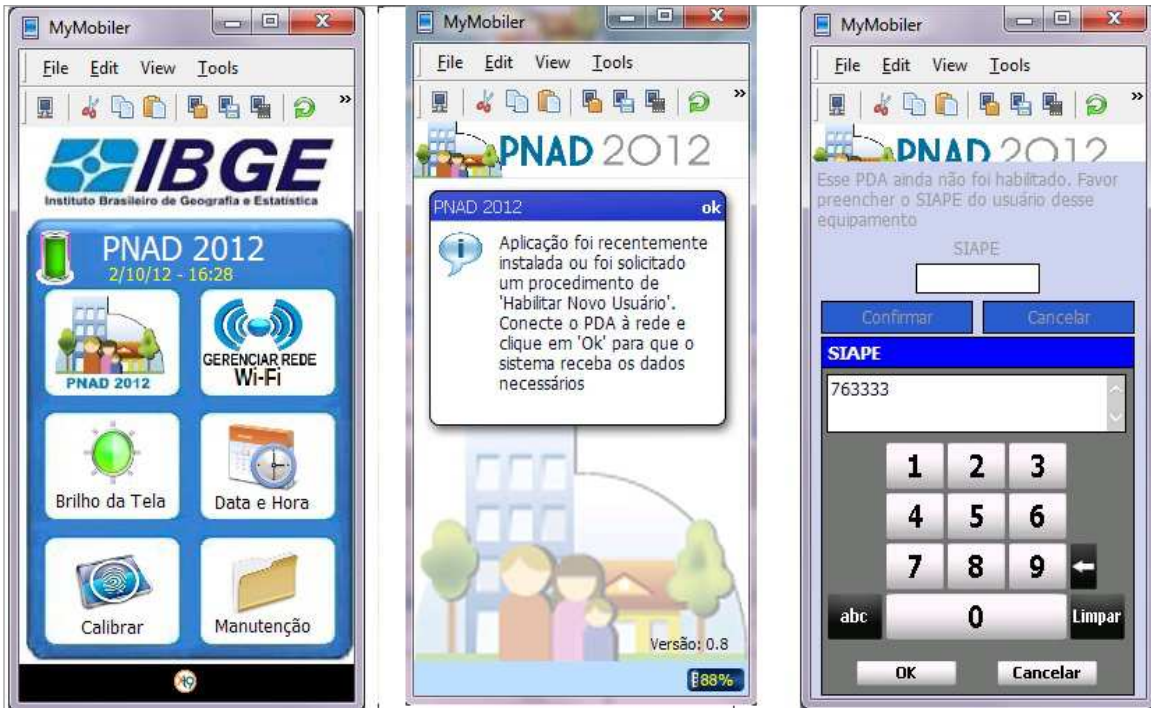 MyMobiler
File Edit View Tools
IBGE
Instituto Brasileiro de Geografia e Estatística
PNAD 2012
2/10/12 - 16:28
PNAD 2012
GERENCIAR REDE
Wi-Fi
Brilho da Tela
Data e Hora
Calibrar
Manutenção
MyMobiler
File Edit View Tools
PNAD 2012
PNAD 2012 ok
Aplicação foi recentemente
instalada ou foi solicitado
um procedimento de
'Habilitar Novo Usuário'.
Conecte o PDA à rede e
clique em 'Ok' para que o
sistema receba os dados
necessários
Versão: 0.8
88%
MyMobiler
File Edit View Tools
PNAD 2012
Esse PDA ainda não foi habilitado. Favor
preencher o SIAPE do usuário desse
equipamento
SIAPE
Confirmar Cancelar
SIAPE
763333
1 2 3
4 5 6
7 8 9
abc 0 Limpar
OK Cancelar